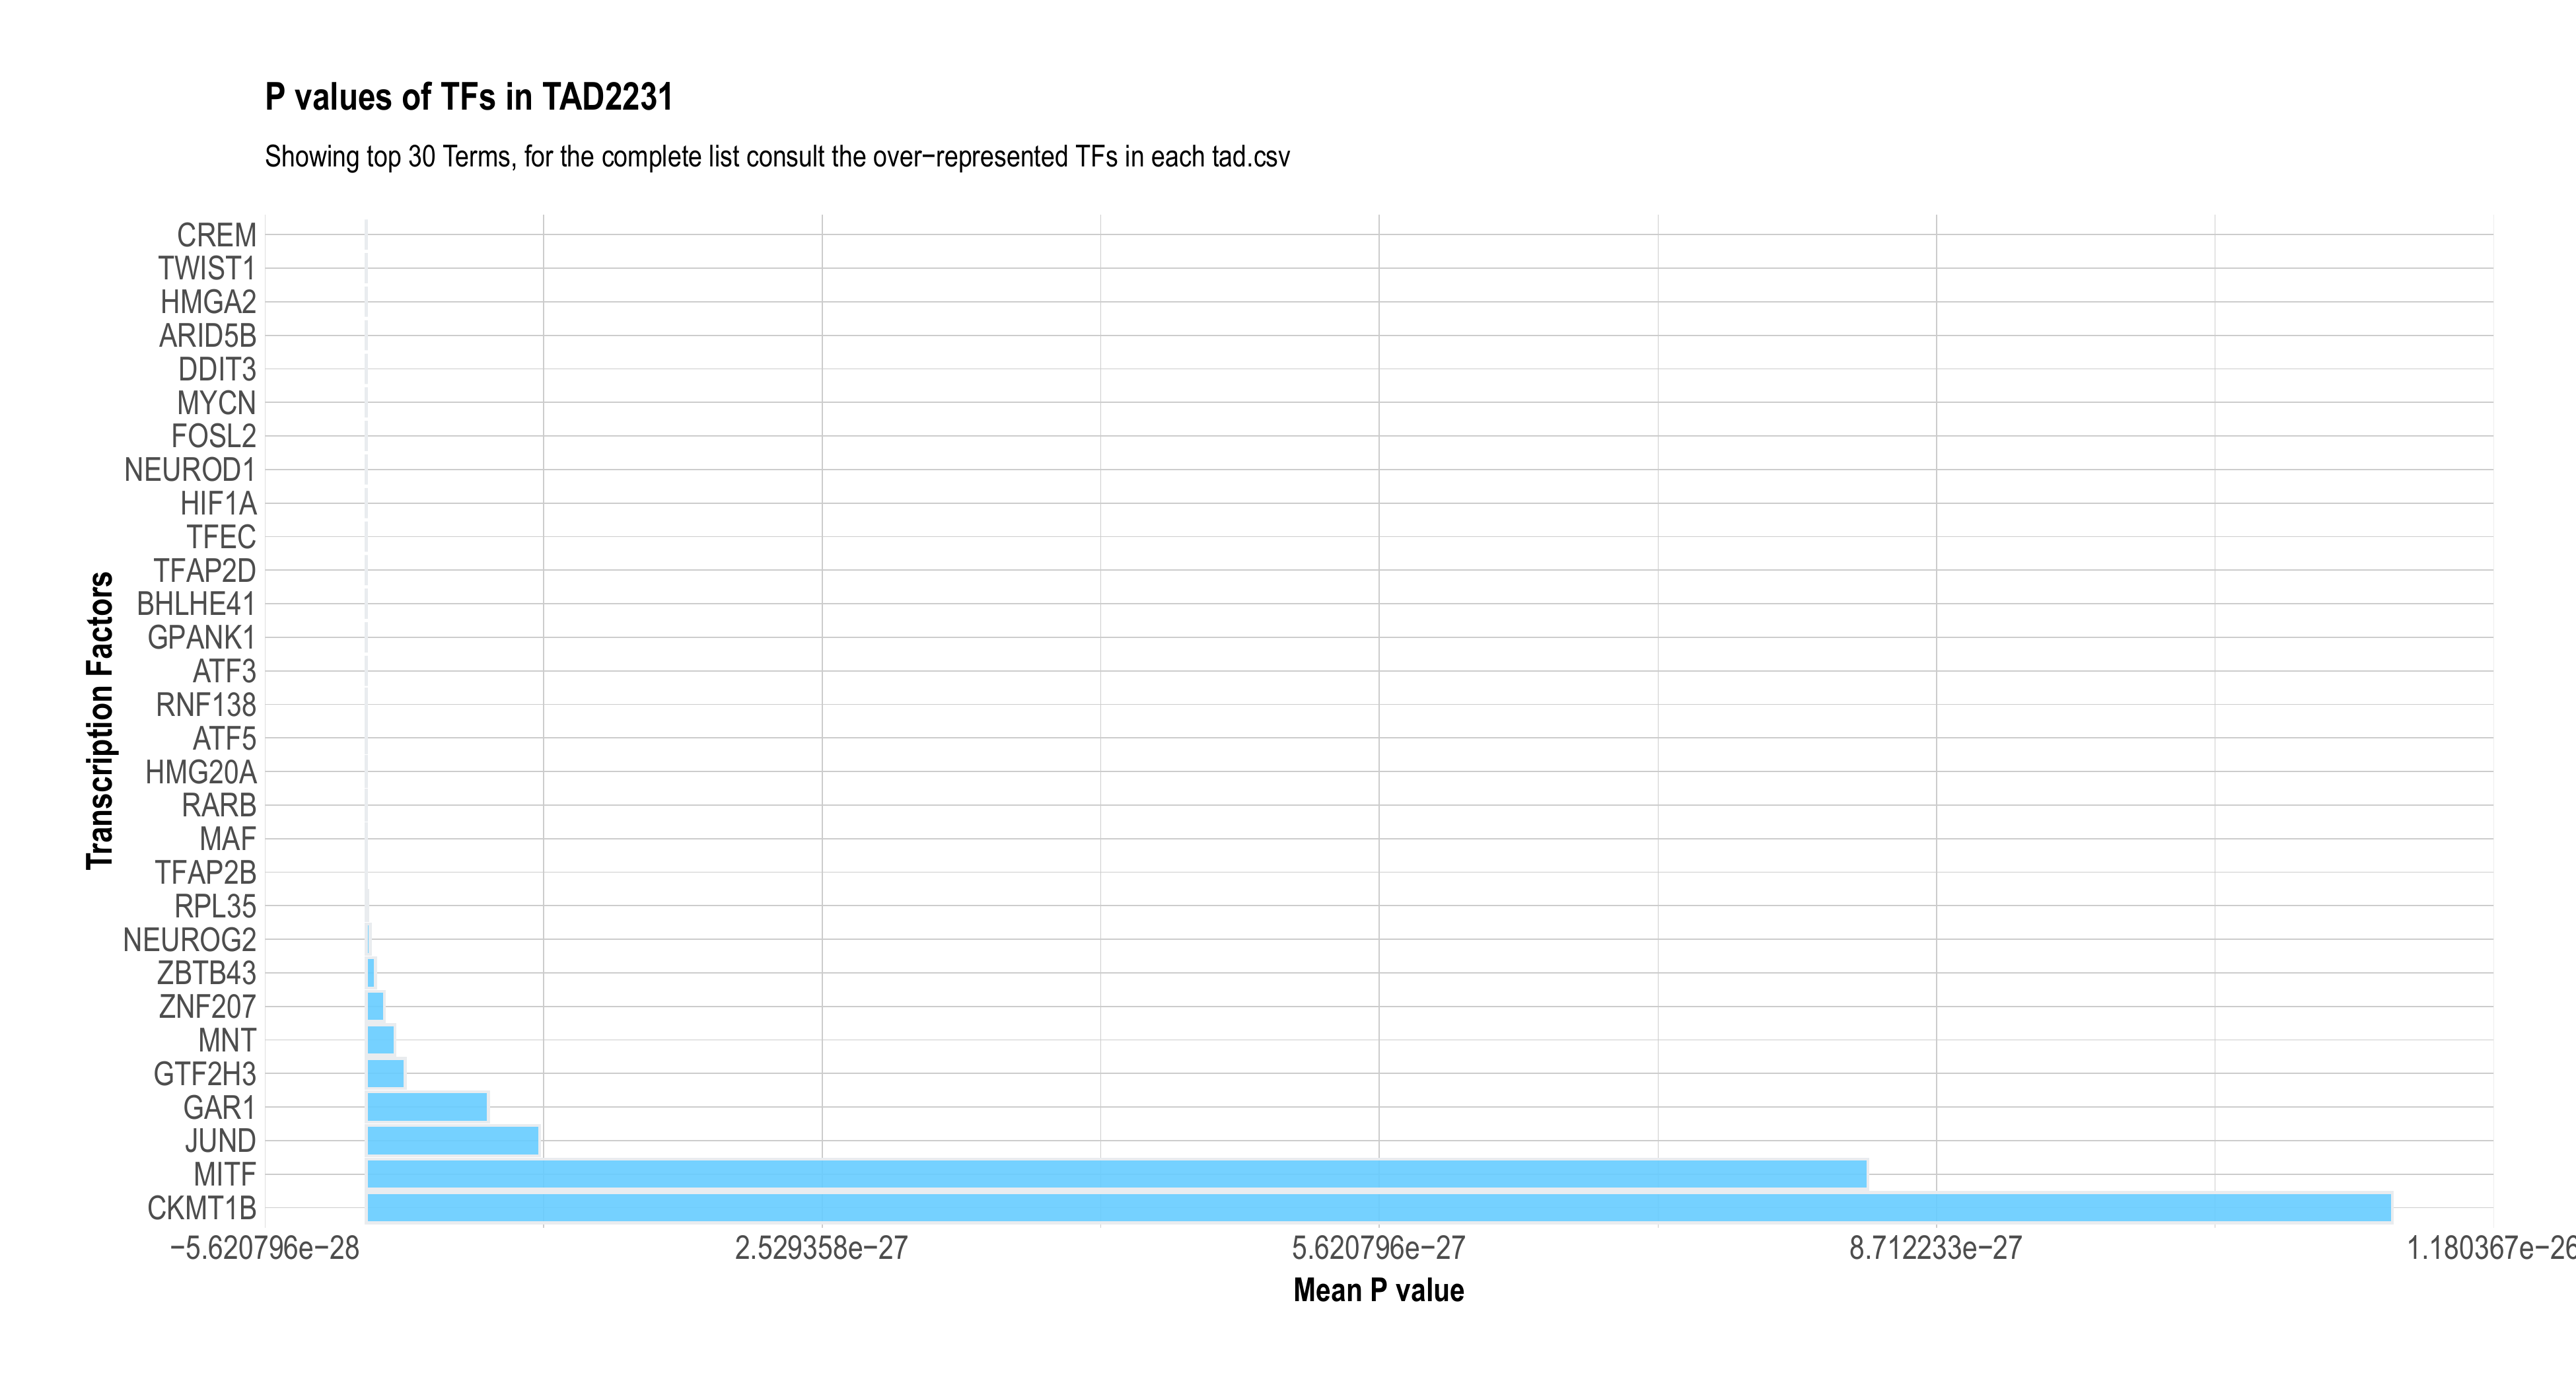 P values of TFs in TAD2231
Showing top 30 Terms, for the complete list consult the over−represented TFs in each tad.csv
Transcription Factors
CREM
TWIST1
HMGA2
ARID5B
DDIT3
MYCN
FOSL2
NEUROD1
HIF1A
TFEC
TFAP2D
BHLHE41
GPANK1
ATF3
RNF138
ATF5
HMG20A
RARB
MAF
TFAP2B
RPL35
NEUROG2
ZBTB43
ZNF207
MNT
GTF2H3
GAR1
JUND
MITF
CKMT1B
−5.620796e−28 2.529358e−27 5.620796e−27 8.712233e−27 1.180367e−26
Mean P value